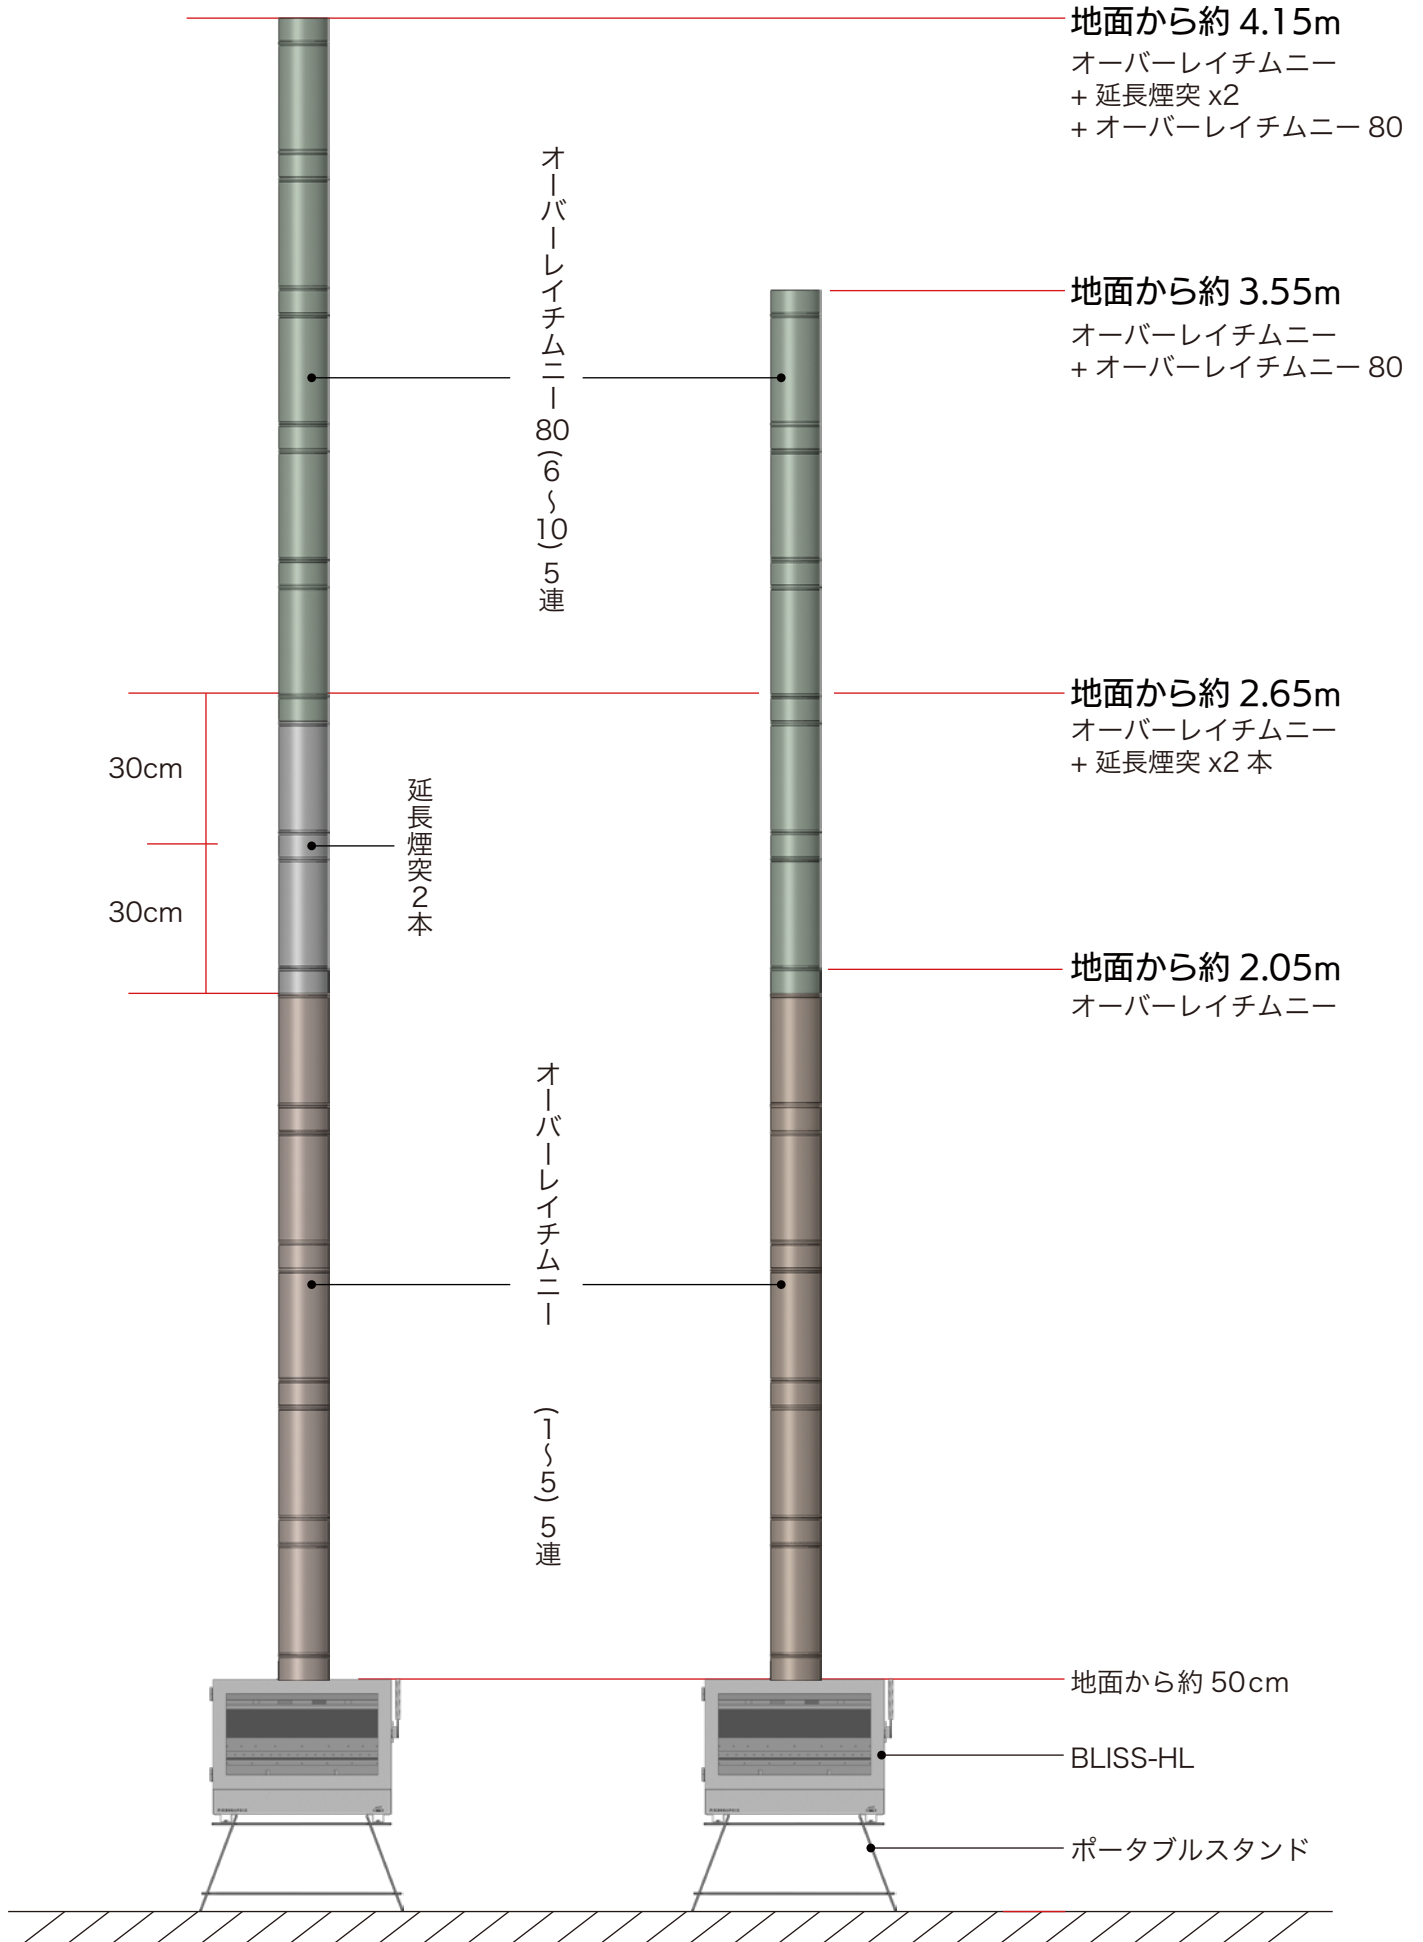 地面から約 4.15m
オーバーレイチムニー
+ 延長煙突 x2
+ オーバーレイチムニー 80
オーバーレイチムニー80(6〜10)5連
地面から約 3.55m
オーバーレイチムニー
+ オーバーレイチムニー 80
地面から約 2.65m
オーバーレイチムニー
+ 延長煙突 x2 本
30cm
延長煙突2本
30cm
地面から約 2.05m
オーバーレイチムニー
オーバーレイチムニー (1〜5)5連
地面から約 50cm
BLISS-HL
ポータブルスタンド